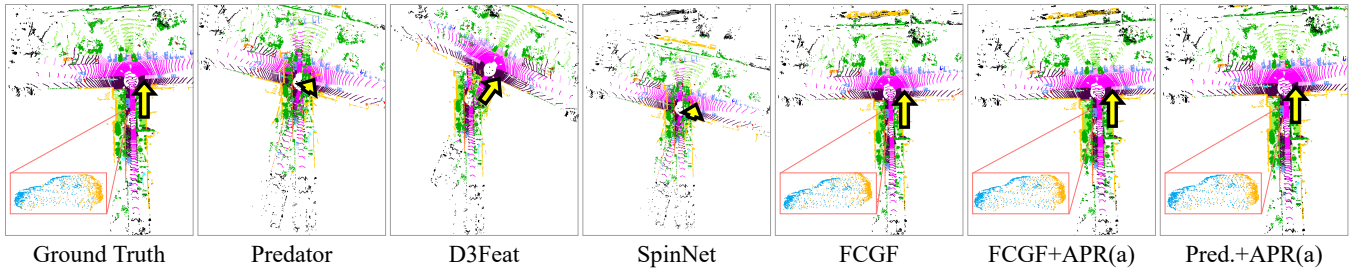 Ground Truth
Predator
D3Feat
SpinNet
FCGF
FCGF+APR(a)
Pred.+APR(a)